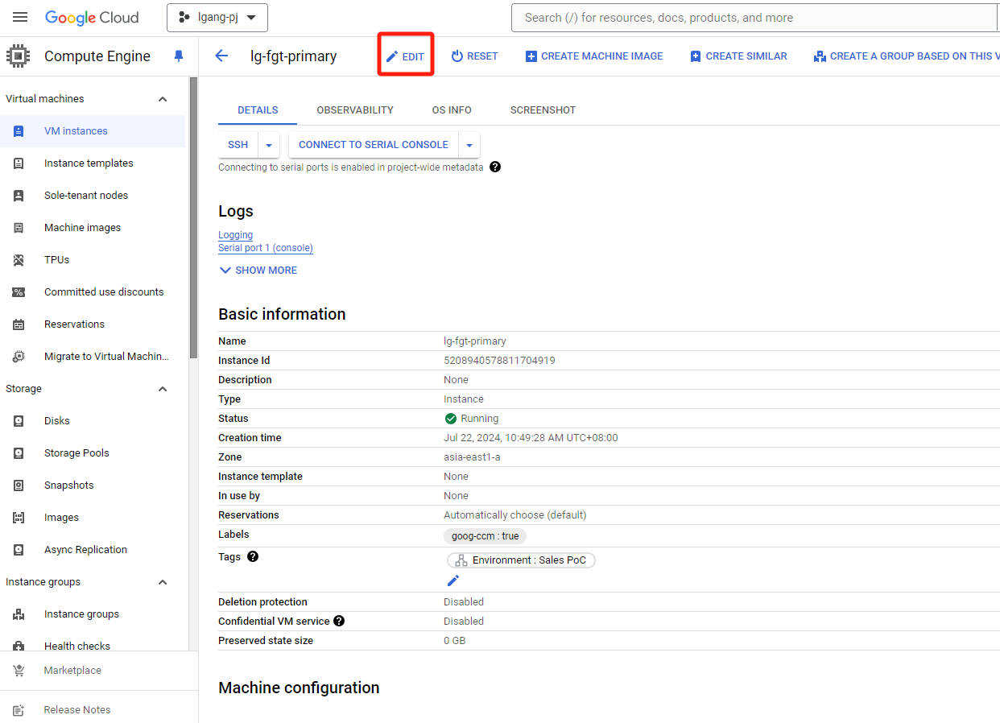 Google Cloud
lgang-pj
Search (/) for resources, docs, products, and more
Compute Engine
lg-fgt-primary
EDIT
RESET
CREATE MACHINE IMAGE
CREATE SIMILAR
CREATE A GROUP BASED ON THIS V
Virtual machines
VM instances
Instance templates
Sole-tenant nodes
Machine images
TPUs
Committed use discounts
Reservations
Migrate to Virtual Machin...
Storage
Disks
Storage Pools
Snapshots
Images
Async Replication
Instance groups
Instance groups
Health checks
Marketplace
Release Notes
DETAILS
OBSERVABILITY
OS INFO
SCREENSHOT
SSH
CONNECT TO SERIAL CONSOLE
Connecting to serial ports is enabled in project-wide metadata
Logs
Logging
Serial port 1 (console)
SHOW MORE
Basic information
Name lg-fgt-primary
Instance Id 5208940578811704919
Description None
Type Instance
Status Running
Creation time Jul 22, 2024, 10:49:28 AM UTC+08:00
Zone asia-east1-a
Instance template None
In use by None
Reservations Automatically choose (default)
Labels goog-ccm : true
Tags Environment : Sales PoC
Deletion protection Disabled
Confidential VM service Disabled
Preserved state size 0 GB
Machine configuration